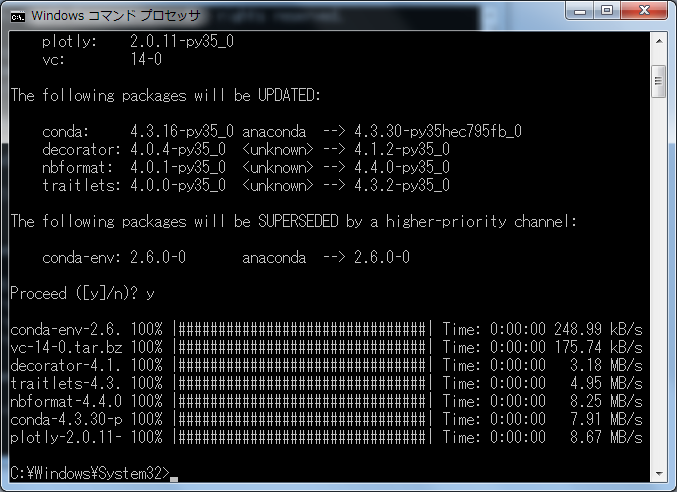 Windows コマンド プロセッサ
plotly: 2.0.11-py35_0
vc: 14-0
The following packages will be UPDATED:
conda: 4.3.16-py35_0 anaconda --> 4.3.30-py35hec795fb_0
decorator: 4.0.4-py35_0 <unknown> --> 4.1.2-py35_0
nbformat: 4.0.1-py35_0 <unknown> --> 4.4.0-py35_0
traitlets: 4.0.0-py35_0 <unknown> --> 4.3.2-py35_0
The following packages will be SUPERSEDED by a higher-priority channel:
conda-env: 2.6.0-0 anaconda --> 2.6.0-0
Proceed ([y]/n)? y
conda-env-2.6. 100% |###############################| Time: 0:00:00 248.99 kB/s
vc-14-0.tar.bz 100% |###############################| Time: 0:00:00 175.74 kB/s
decorator-4.1. 100% |###############################| Time: 0:00:00 3.18 MB/s
traitlets-4.3. 100% |###############################| Time: 0:00:00 4.95 MB/s
nbformat-4.4.0 100% |###############################| Time: 0:00:00 8.25 MB/s
conda-4.3.30-p 100% |###############################| Time: 0:00:00 7.91 MB/s
plotly-2.0.11- 100% |###############################| Time: 0:00:00 8.67 MB/s
C:¥Windows¥System32>